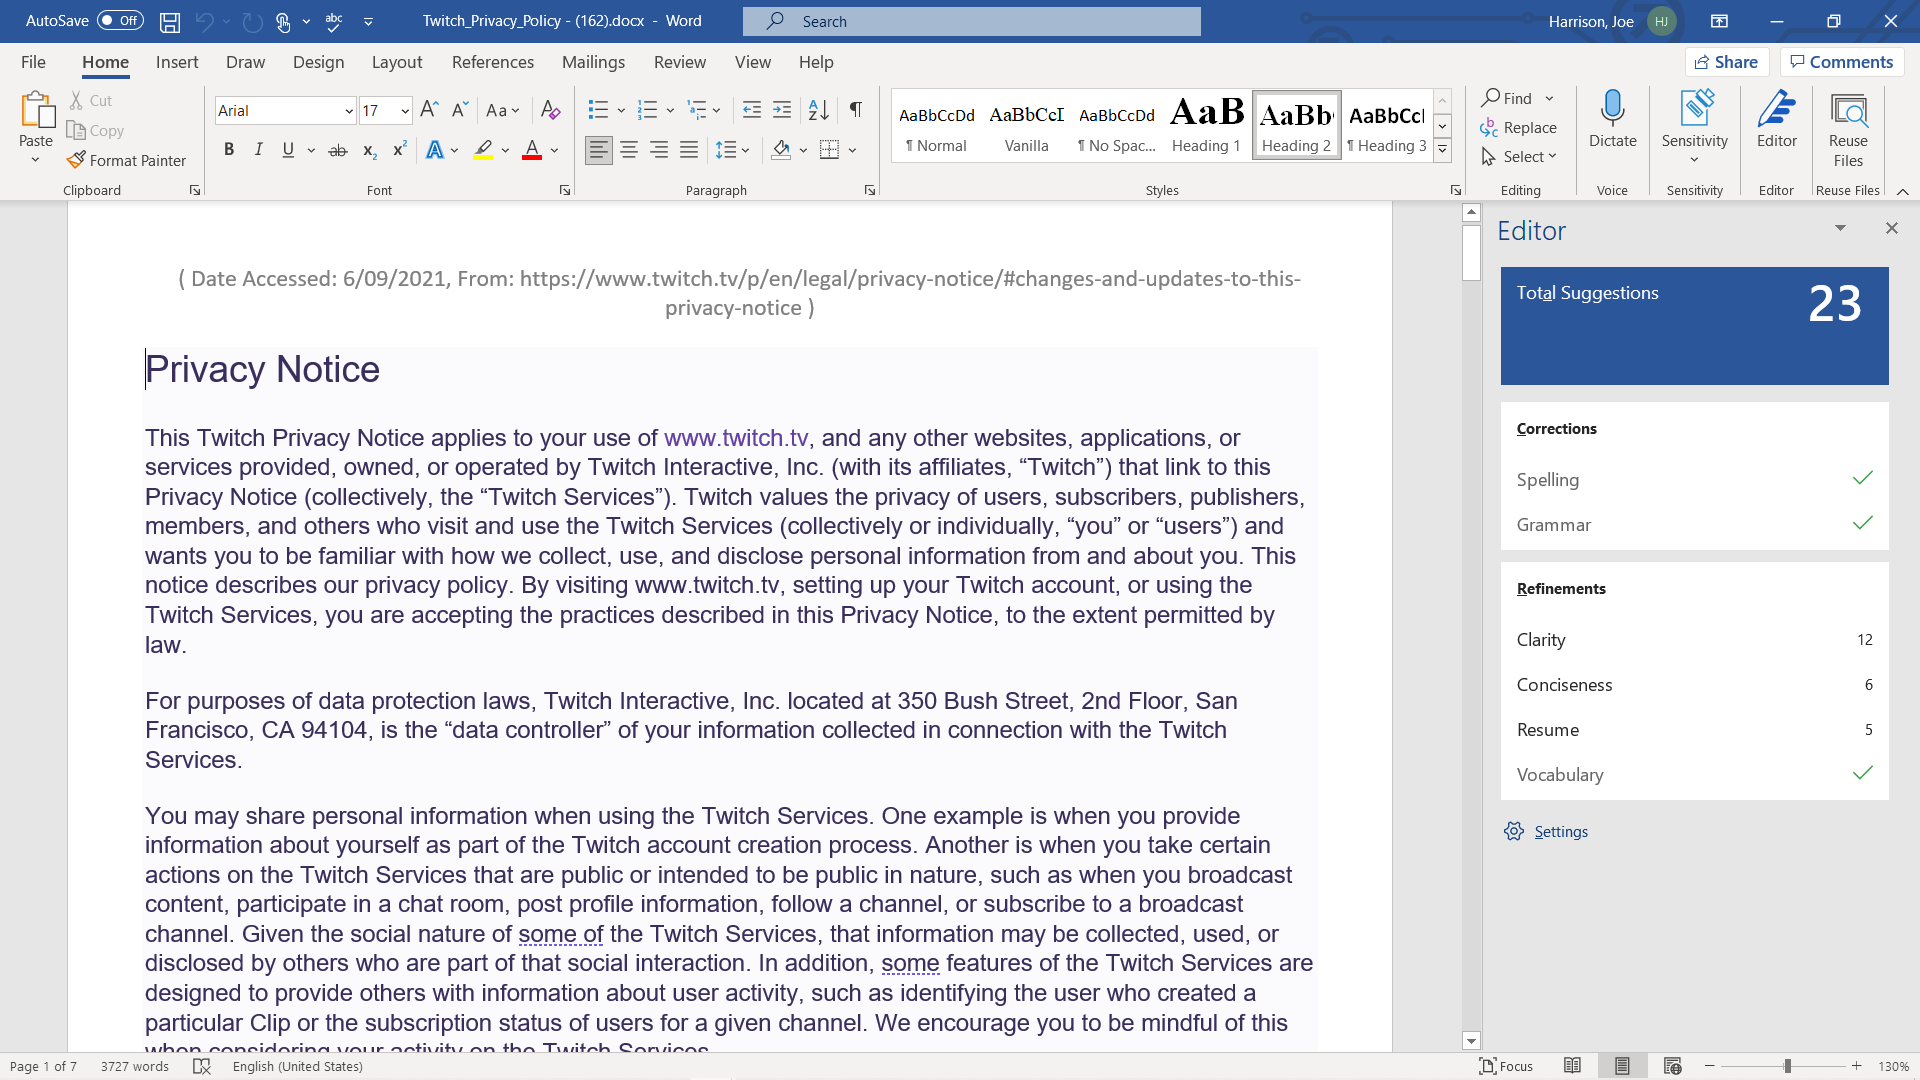 AutoSave Off
Twitch_Privacy_Policy - (162).docx - Word
Search
Harrison, Joe HJ
File Home Insert Draw Design Layout References Mailings Review View Help
Share Comments
Paste
Cut
Copy
Format Painter
Clipboard
Arial 17
Font
Paragraph
AaBbCcDd AaBbCcI AaBbCcDd AaB AaBb AaBbCc
¶ Normal Vanilla ¶ No Spac... Heading 1 Heading 2 ¶ Heading 3
Styles
Find
Replace
Select
Editing
Dictate
Voice
Sensitivity
Sensitivity
Editor
Editor
Reuse
Files
Reuse Files
( Date Accessed: 6/09/2021, From: https://www.twitch.tv/p/en/legal/privacy-notice/#changes-and-updates-to-this-
privacy-notice )
Privacy Notice
This Twitch Privacy Notice applies to your use of www.twitch.tv, and any other websites, applications, or
services provided, owned, or operated by Twitch Interactive, Inc. (with its affiliates, “Twitch”) that link to this
Privacy Notice (collectively, the “Twitch Services”). Twitch values the privacy of users, subscribers, publishers,
members, and others who visit and use the Twitch Services (collectively or individually, “you” or “users”) and
wants you to be familiar with how we collect, use, and disclose personal information from and about you. This
notice describes our privacy policy. By visiting www.twitch.tv, setting up your Twitch account, or using the
Twitch Services, you are accepting the practices described in this Privacy Notice, to the extent permitted by
law.
For purposes of data protection laws, Twitch Interactive, Inc. located at 350 Bush Street, 2nd Floor, San
Francisco, CA 94104, is the “data controller” of your information collected in connection with the Twitch
Services.
You may share personal information when using the Twitch Services. One example is when you provide
information about yourself as part of the Twitch account creation process. Another is when you take certain
actions on the Twitch Services that are public or intended to be public in nature, such as when you broadcast
content, participate in a chat room, post profile information, follow a channel, or subscribe to a broadcast
channel. Given the social nature of some of the Twitch Services, that information may be collected, used, or
disclosed by others who are part of that social interaction. In addition, some features of the Twitch Services are
designed to provide others with information about user activity, such as identifying the user who created a
particular Clip or the subscription status of users for a given channel. We encourage you to be mindful of this
when considering your activity on the Twitch Services.
Editor
Total Suggestions 23
Corrections
Spelling
Grammar
Refinements
Clarity 12
Conciseness 6
Resume 5
Vocabulary
Settings
Page 1 of 7 3727 words English (United States)
Focus 130%